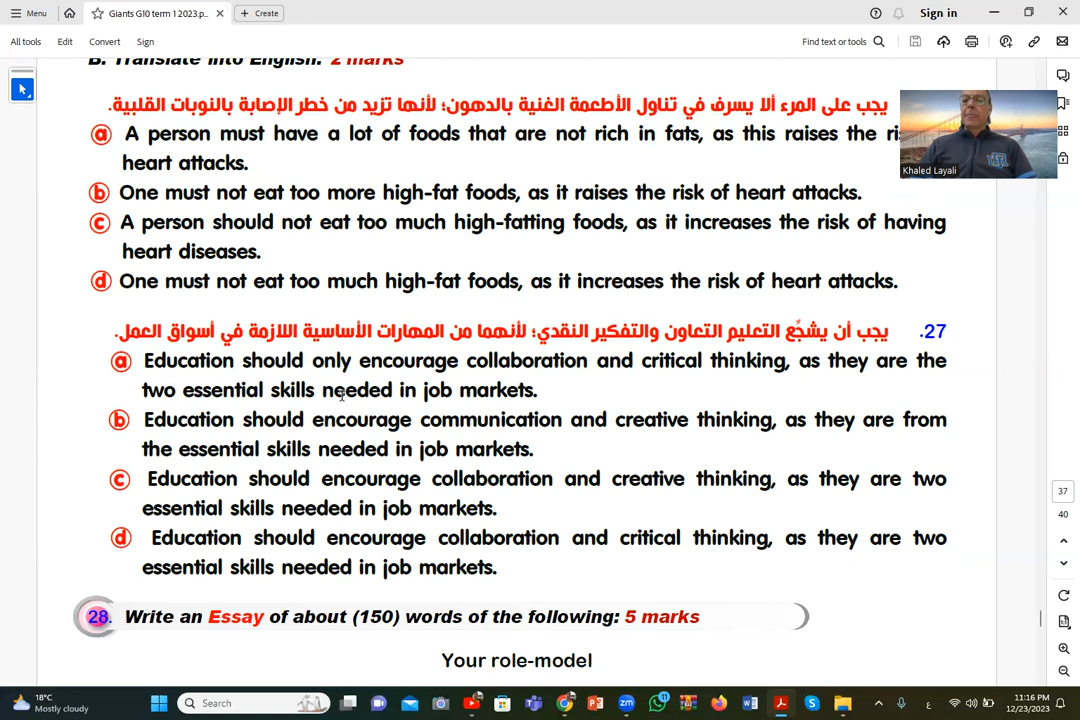 Menu
Giants G10 term 1 2023.p...
Create
Sign in
All tools Edit Convert Sign
Find text or tools
B. Translate into English: 2 marks
يجب على المرء ألا يسرف في تناول الأطعمة الغنية بالدهون؛ لأنها تزيد من خطر الإصابة بالنوبات القلبية.
a A person must have a lot of foods that are not rich in fats, as this raises the
heart attacks.
b One must not eat too more high-fat foods, as it raises the risk of heart attacks.
c A person should not eat too much high-fatting foods, as it increases the risk of having
heart diseases.
d One must not eat too much high-fat foods, as it increases the risk of heart attacks.
Khaled Layali
27. يجب أن يشجِّع التعليم التعاون والتفكير النقدي؛ لأنهما من المهارات الأساسية اللازمة في أسواق العمل.
a Education should only encourage collaboration and critical thinking, as they are the
two essential skills needed in job markets.
b Education should encourage communication and creative thinking, as they are from
the essential skills needed in job markets.
c Education should encourage collaboration and creative thinking, as they are two
essential skills needed in job markets.
d Education should encourage collaboration and critical thinking, as they are two
essential skills needed in job markets.
28. Write an Essay of about (150) words of the following: 5 marks
Your role-model
37
40
18°C
Mostly cloudy
Search
11
ع
11:16 PM
12/23/2023